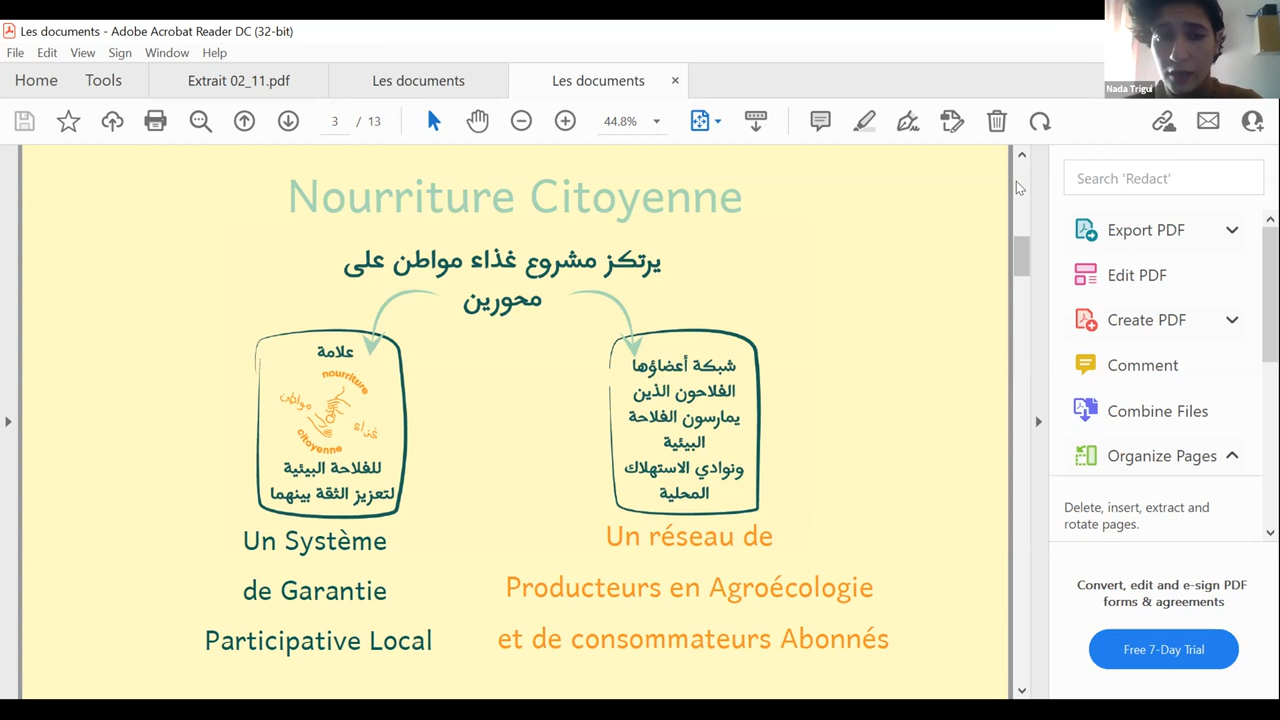 Les documents - Adobe Acrobat Reader DC (32-bit)
File Edit View Sign Window Help
Home Tools Extrait 02_11.pdf Les documents Les documents
Nada Trigui
3 / 13 44.8%
Nourriture Citoyenne
يرتكز مشروع غذاء مواطن على
محورين
علامة
nourriture
مواطن
غذاء
citoyenne
للفلاحة البيئية
لتعزيز الثقة بينهما
شبكة أعضاؤها
الفلاحون الذين
يمارسون الفلاحة
البيئية
ونوادي الاستهلاك
المحلية
Un Système
de Garantie
Participative Local
Un réseau de
Producteurs en Agroécologie
et de consommateurs Abonnés
Search 'Redact'
Export PDF
Edit PDF
Create PDF
Comment
Combine Files
Organize Pages
Delete, insert, extract and
rotate pages.
Convert, edit and e-sign PDF
forms & agreements
Free 7-Day Trial